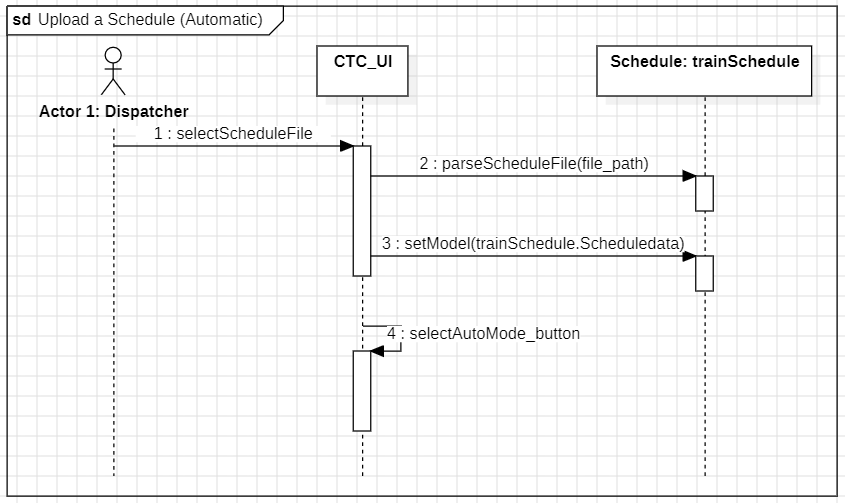 sd Upload a Schedule (Automatic)
CTC_UI
Schedule: trainSchedule
Actor 1: Dispatcher
1 : selectScheduleFile
2 : parseScheduleFile(file_path)
3 : setModel(trainSchedule.Scheduledata)
4 : selectAutoMode_button